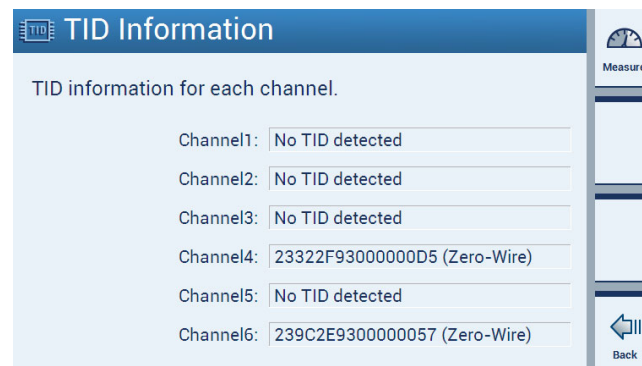 TID
TID Information
TID information for each channel.
Channel1: No TID detected
Channel2: No TID detected
Channel3: No TID detected
Channel4: 23322F93000000D5 (Zero-Wire)
Channel5: No TID detected
Channel6: 239C2E9300000057 (Zero-Wire)
Measure
Back